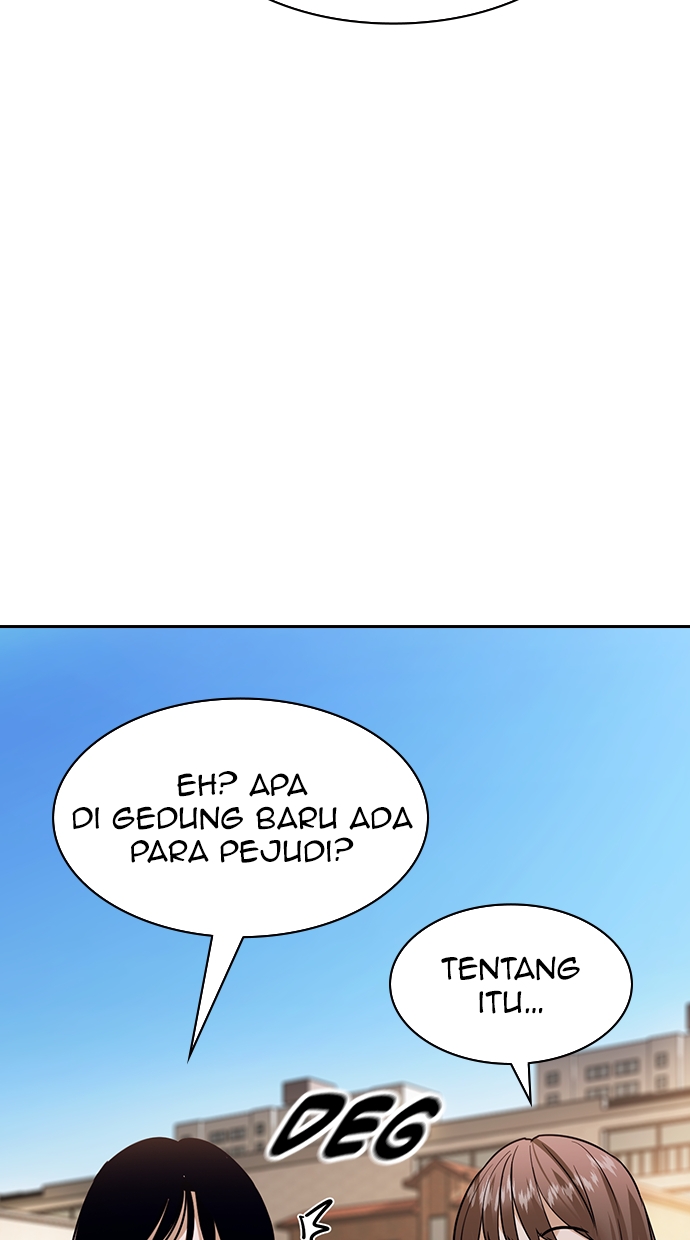 EH? APA
DI GEDUNG BARU ADA
PARA PEJUDI?
TENTANG
ITU...
DEG